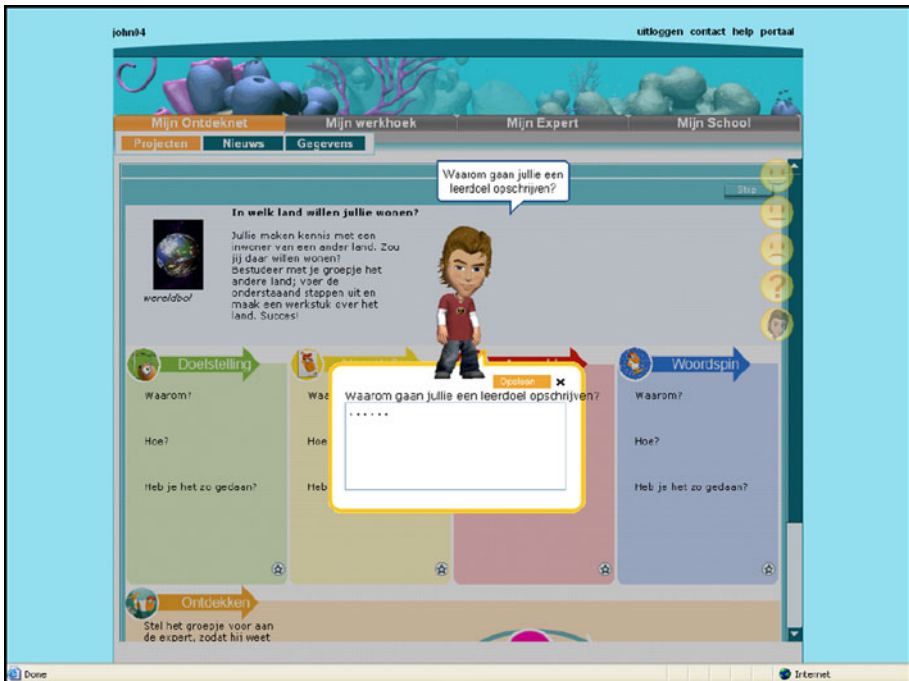 john04
uitloggen contact help portaal
Mijn Ontdeknet Mijn werkhoek Mijn Expert Mijn School
Projecten Nieuws Gegevens
Waarom gaan jullie een
leerdoel opschrijven?
Stop
In welk land willen jullie wonen?
Jullie maken kennis met een
inwoner van een ander land. Zou
jij daar willen wonen?
Bestudeer met je groepje het
andere land; voer de
onderstaaand stappen uit en
maak een werkstuk over het
land. Succes!
wereldbol
Doelstelling
Woordspin
Opslaan
Waarom gaan jullie een leerdoel opschrijven?
......
Waarom?
Hoe?
Heb je het zo gedaan?
Waa
Hoe
Heb
Waarom?
Hoe?
Heb je het zo gedaan?
Ontdekken
Stel het groepje voor aan
de expert, zodat hij weet
Done
Internet